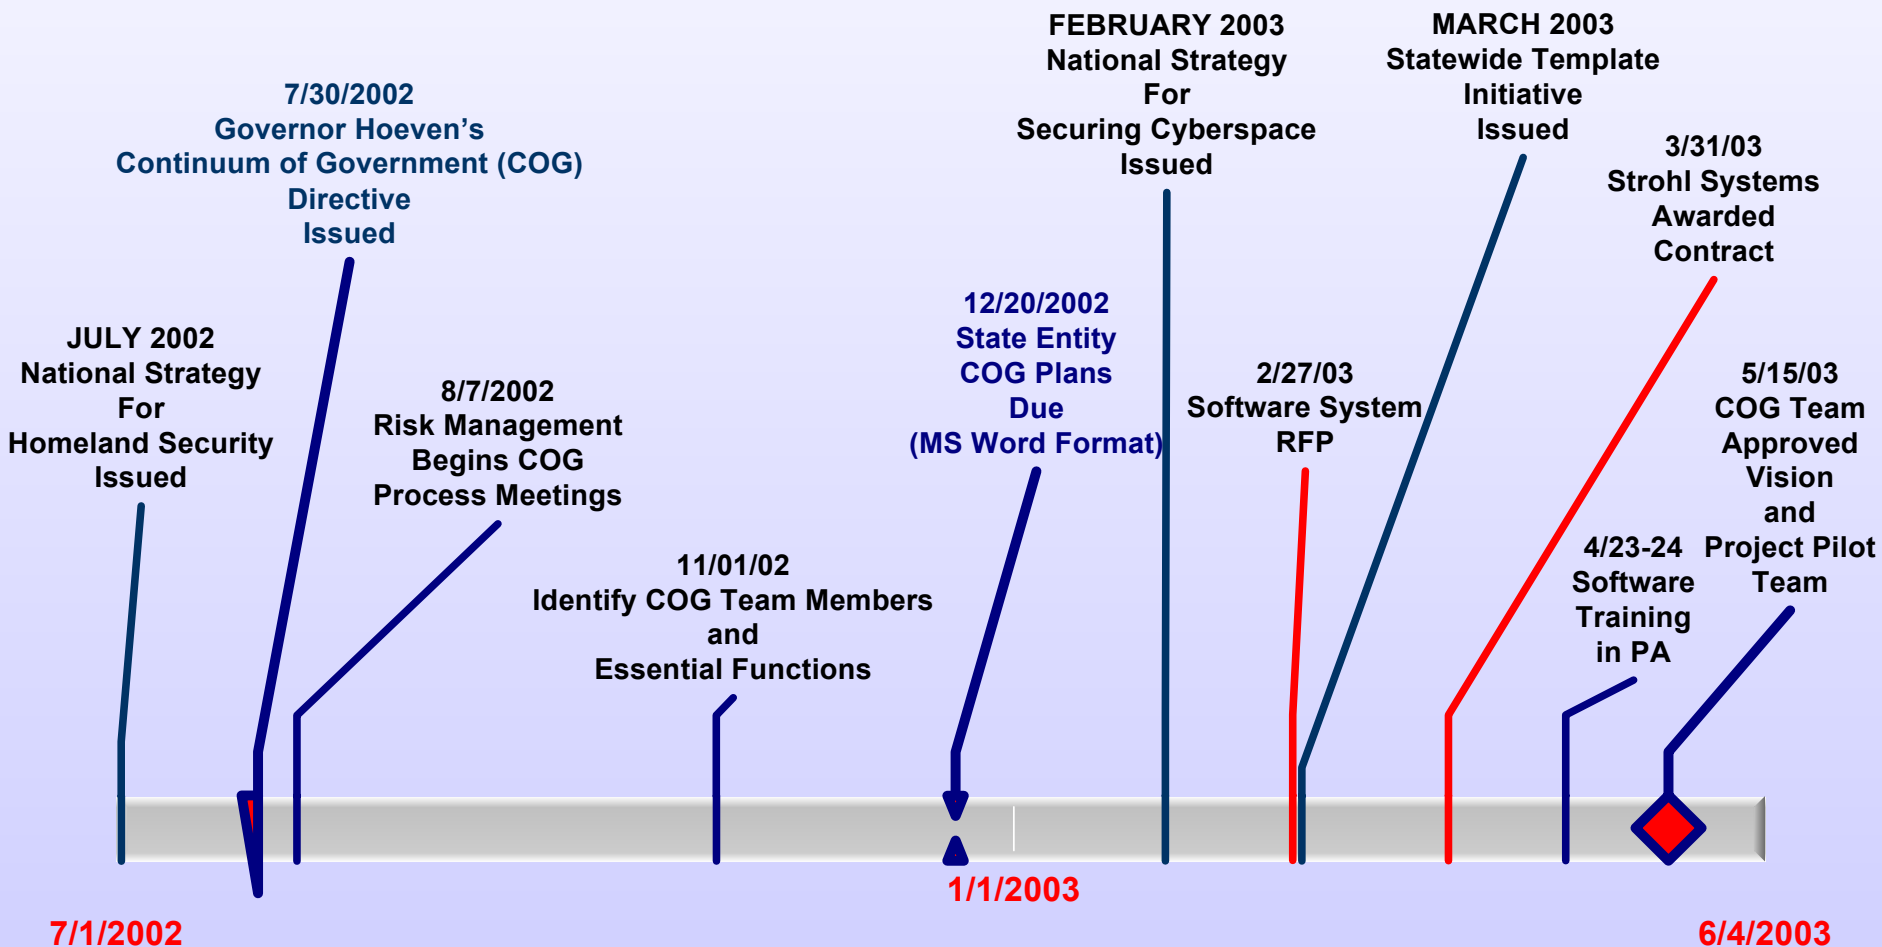 JULY 2002
National Strategy
For
Homeland Security
Issued
7/30/2002
Governor Hoeven’s
Continuum of Government (COG)
Directive
Issued
8/7/2002
Risk Management
Begins COG
Process Meetings
11/01/02
Identify COG Team Members
and
Essential Functions
12/20/2002
State Entity
COG Plans
Due
(MS Word Format)
FEBRUARY 2003
National Strategy
For
Securing Cyberspace
Issued
2/27/03
Software System
RFP
MARCH 2003
Statewide Template
Initiative
Issued
3/31/03
Strohl Systems
Awarded
Contract
4/23-24
Software
Training
in PA
5/15/03
COG Team
Approved
Vision
and
Project Pilot
Team
7/1/2002
1/1/2003
6/4/2003